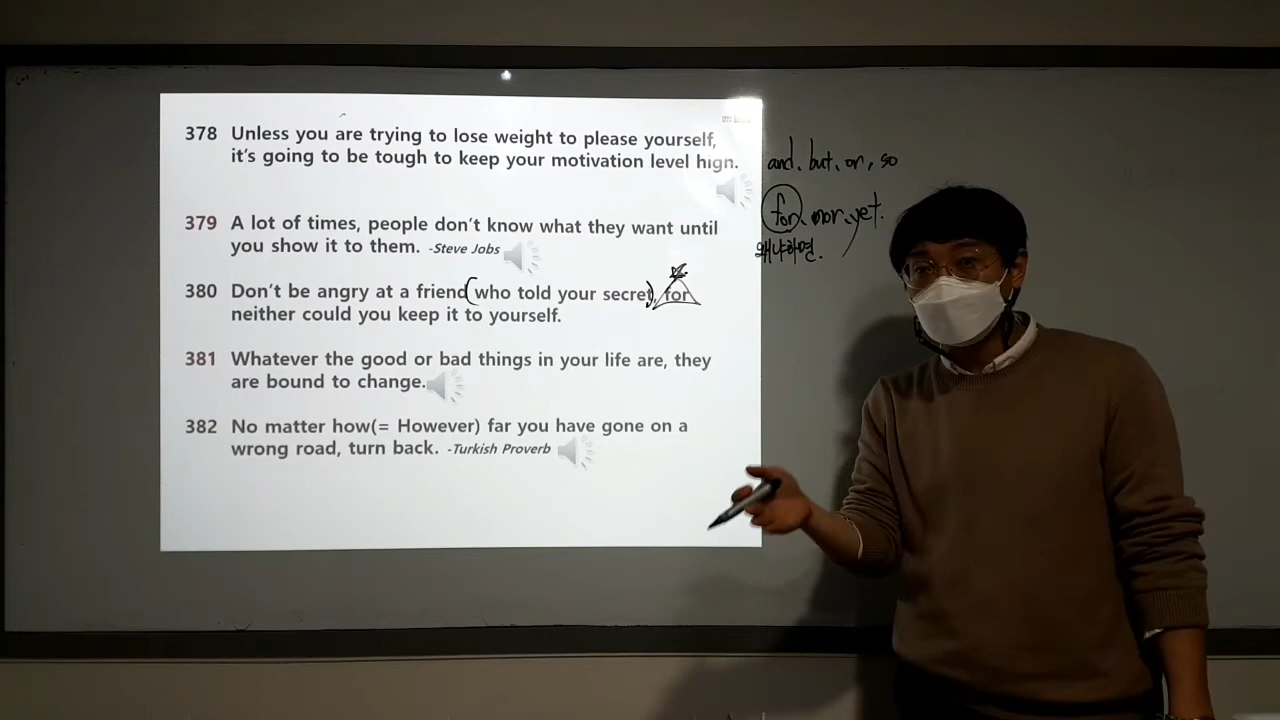 378 Unless you are trying to lose weight to please yourself,
it's going to be tough to keep your motivation level high.
379 A lot of times, people don't know what they want until
you show it to them. -Steve Jobs
380 Don't be angry at a friend (who told your secret), for
neither could you keep it to yourself.
381 Whatever the good or bad things in your life are, they
are bound to change.
382 No matter how(= However) far you have gone on a
wrong road, turn back. -Turkish Proverb
and, but, or, so
for, nor, yet.
왜냐하면.